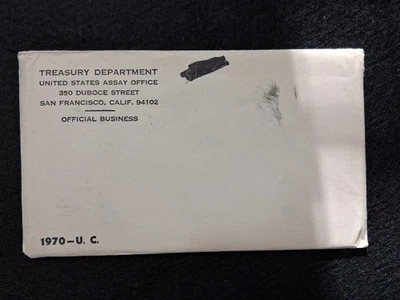 TREASURY DEPARTMENT
UNITED STATES ASSAY OFFICE
350 DUBOCE STREET
SAN FRANCISCO, CALIF. 94102
OFFICIAL BUSINESS
1970-U. C.